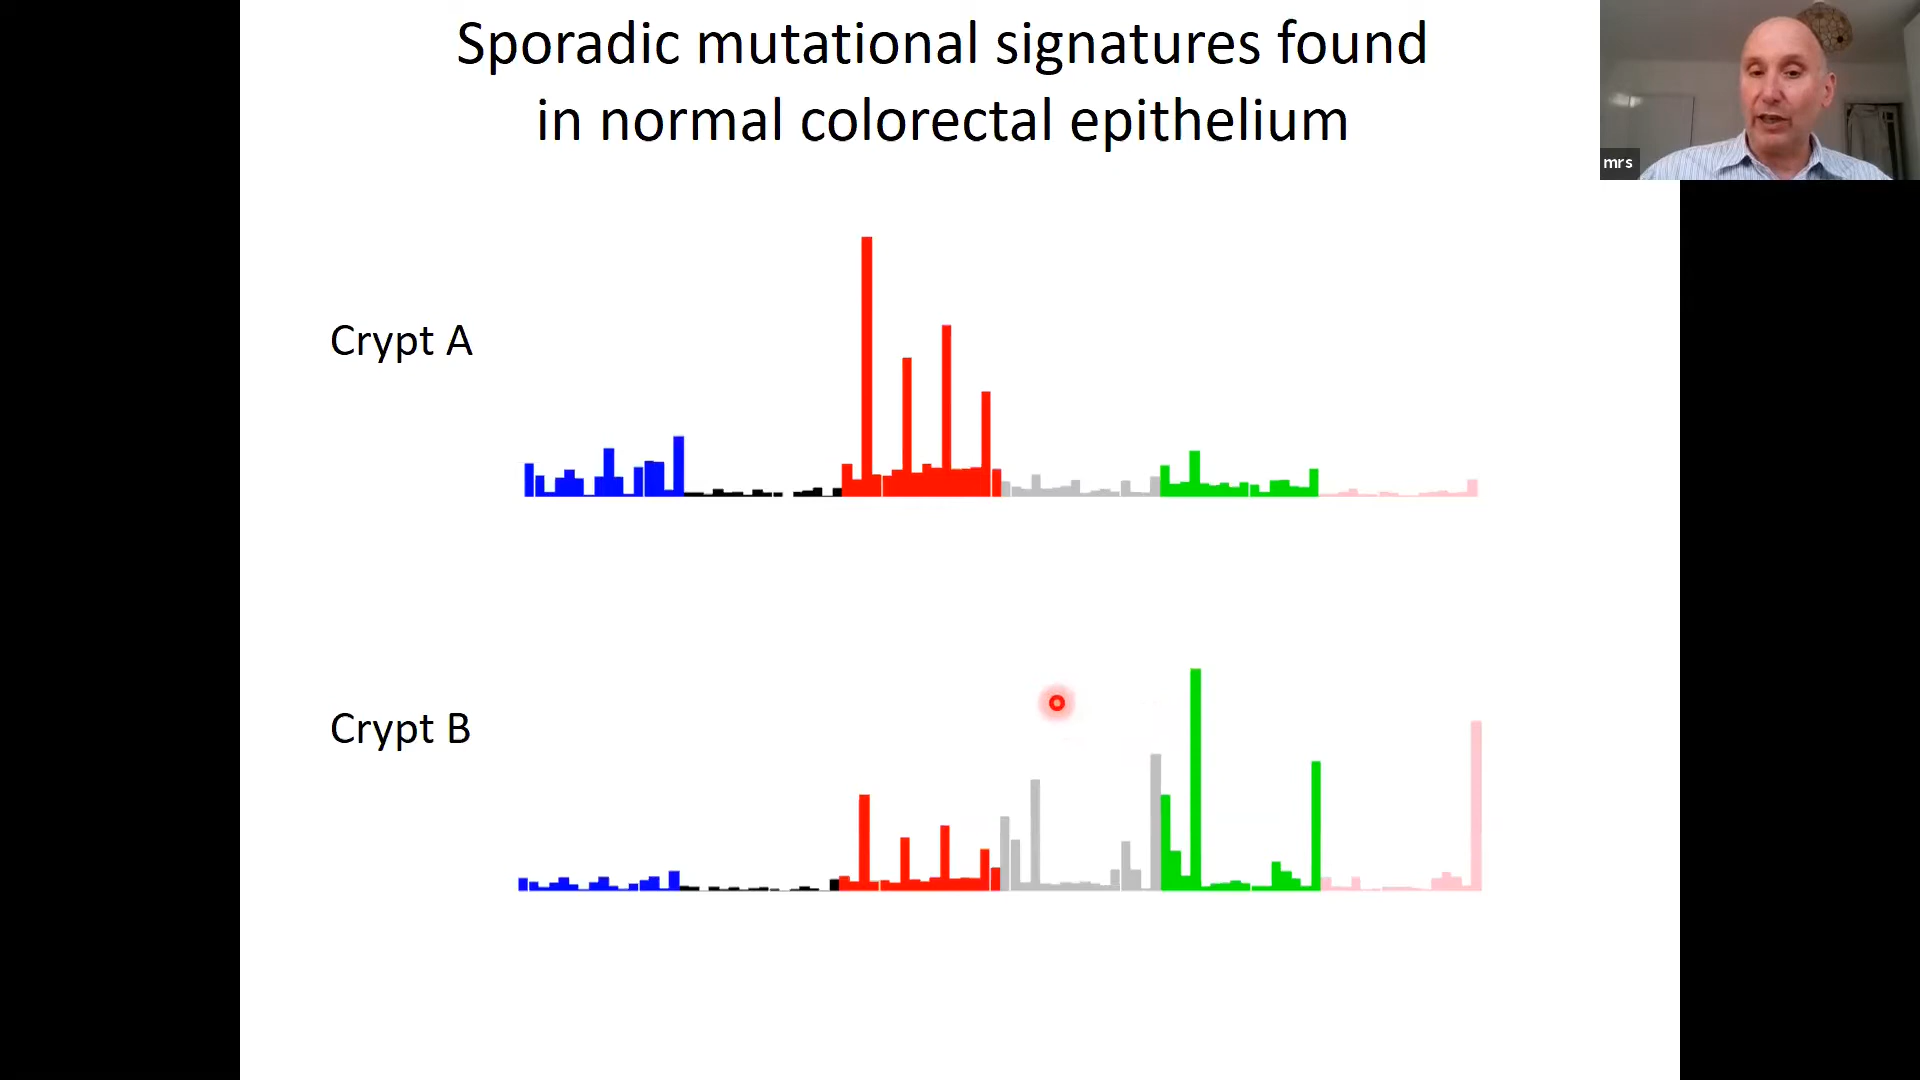 Sporadic mutational signatures found
in normal colorectal epithelium
mrs
Crypt A
Crypt B